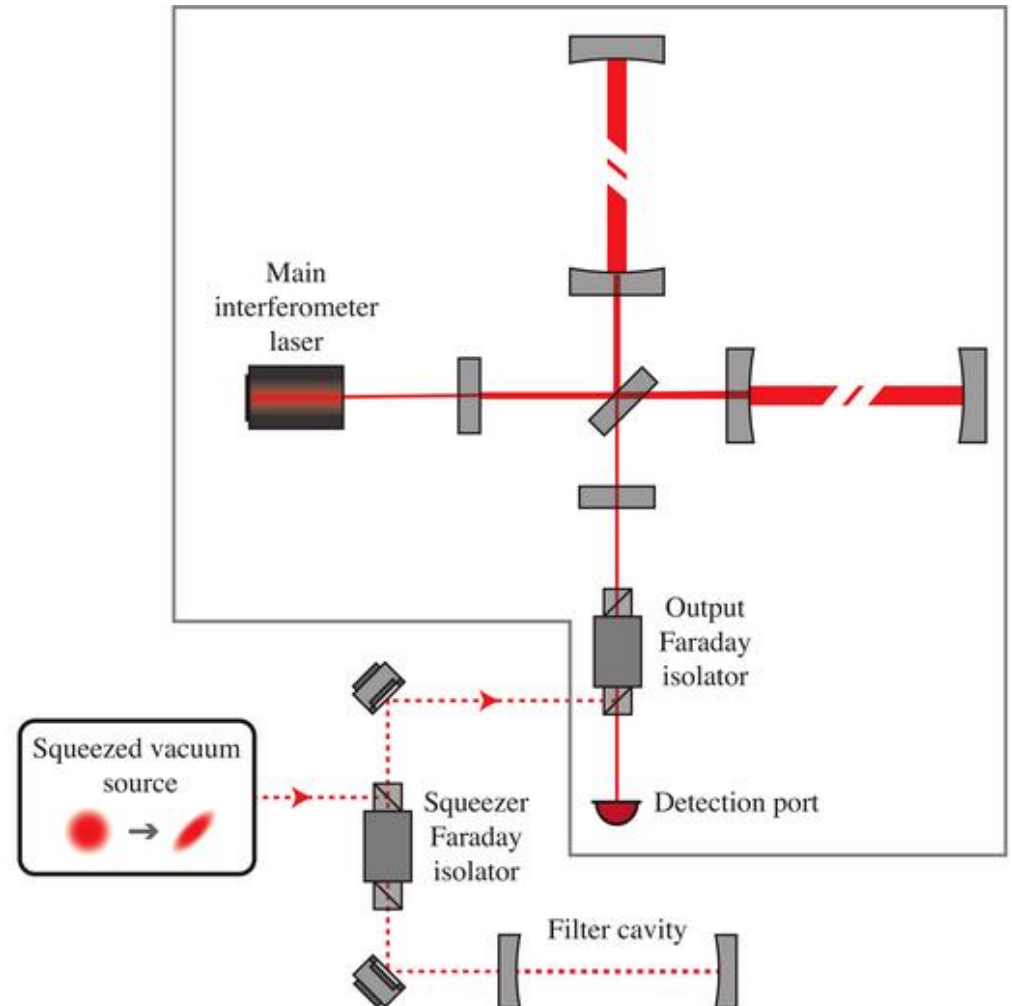 Main
interferometer
laser
Output
Faraday
isolator
Squeezed vacuum
source
Squeezer
Faraday
isolator
Detection port
Filter cavity